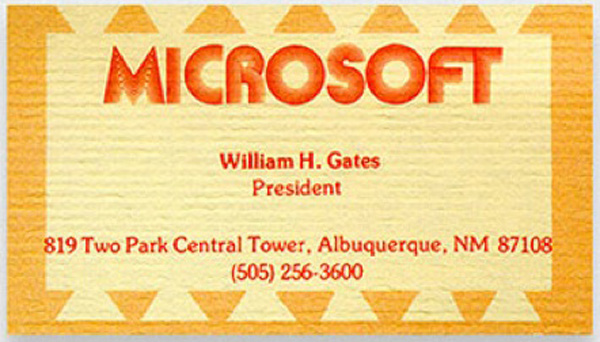 MICROSOFT
William H. Gates
President
819 Two Park Central Tower, Albuquerque, NM 87108
(505) 256-3600